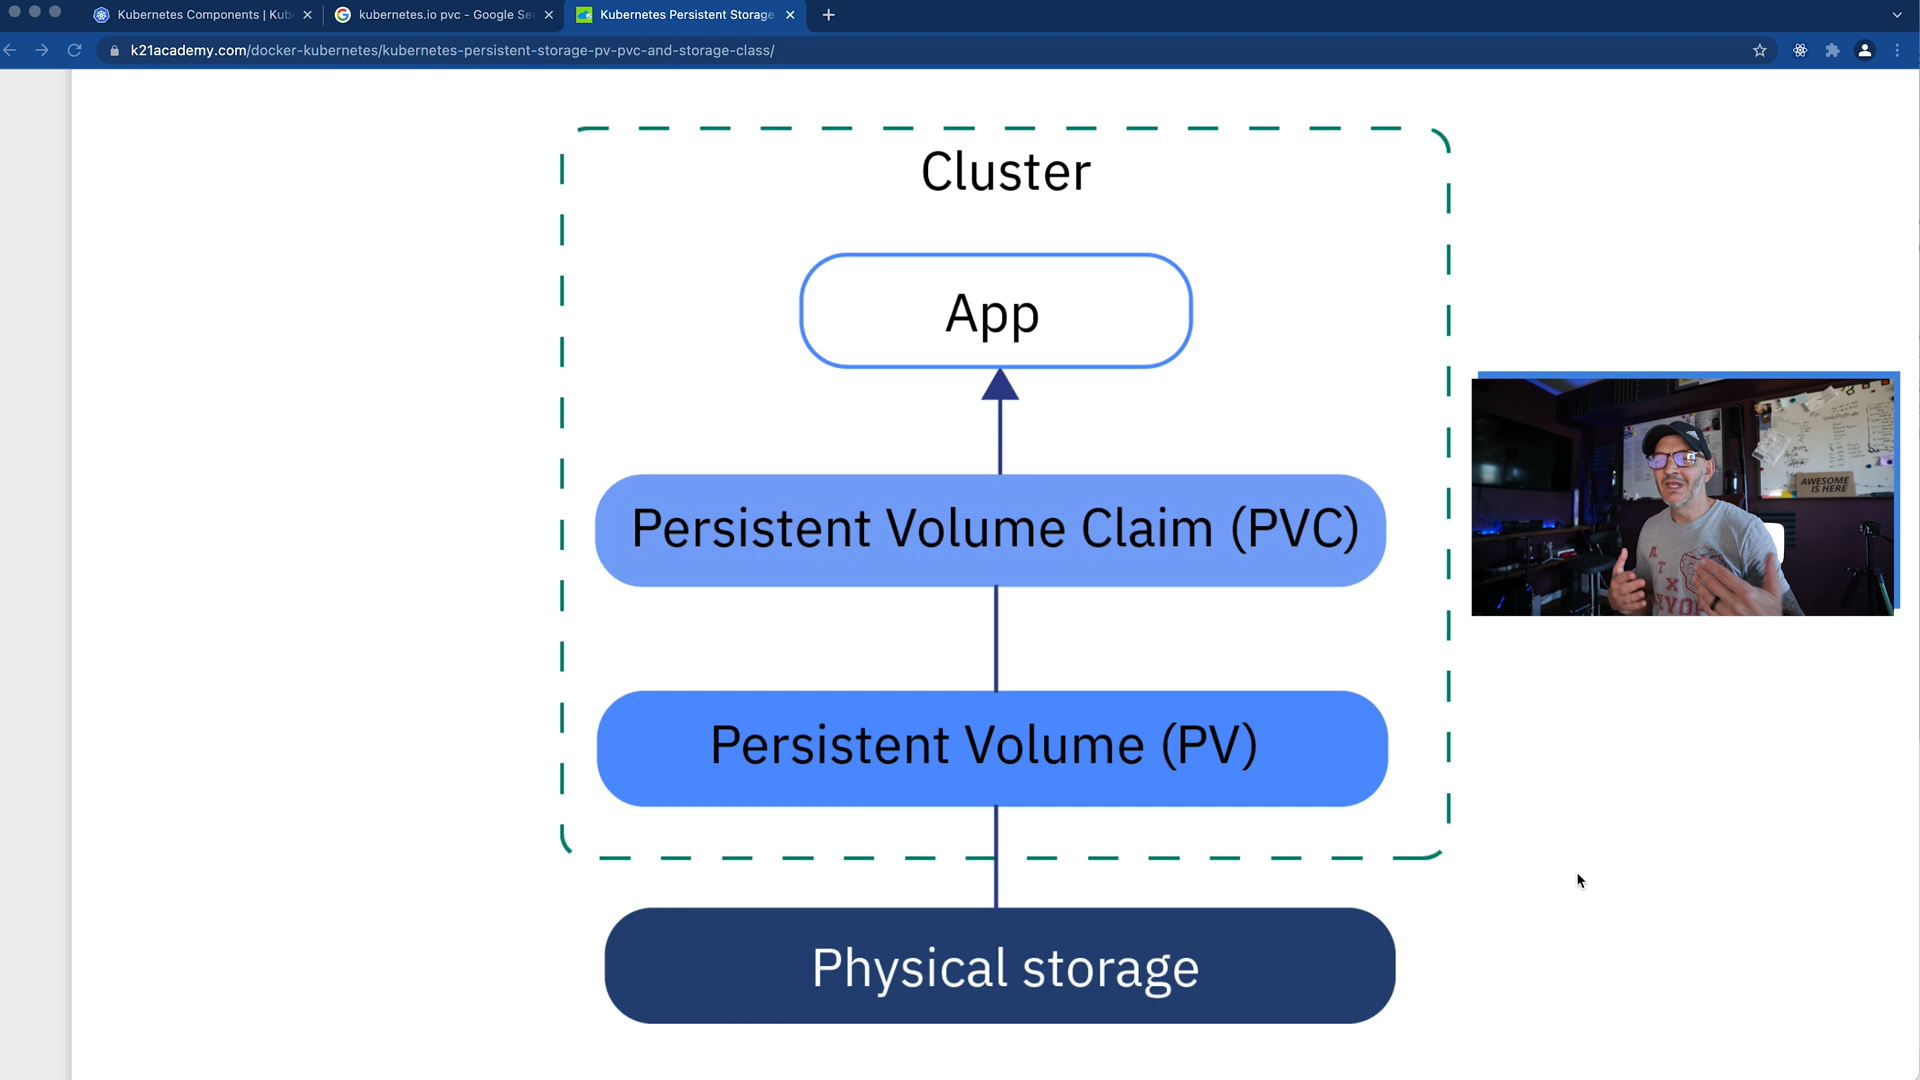 Kubernetes Components | Kub
kubernetes.io pvc - Google Se
Kubernetes Persistent Storage
k21academy.com/docker-kubernetes/kubernetes-persistent-storage-pv-pvc-and-storage-class/
Cluster
App
Persistent Volume Claim (PVC)
Persistent Volume (PV)
Physical storage
AWESOME
IS HERE
A T X